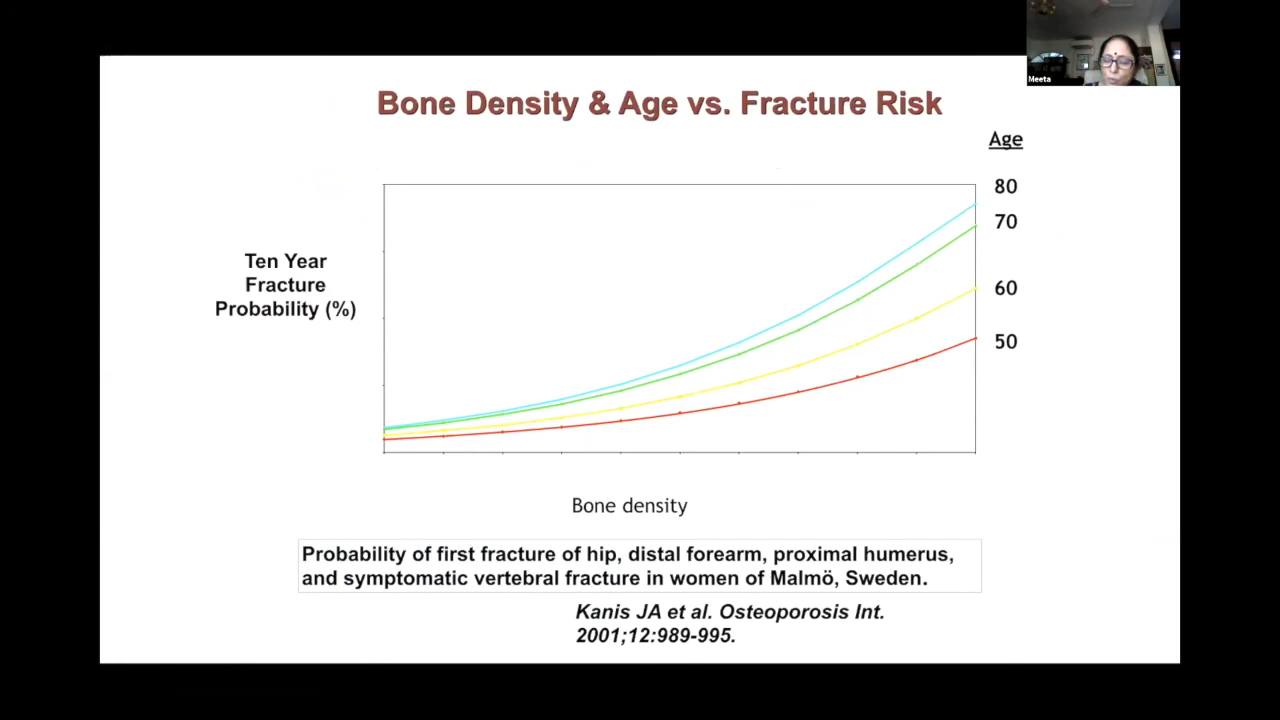 Meeta
Bone Density & Age vs. Fracture Risk
Age
80
70
60
50
Ten Year
Fracture
Probability (%)
Bone density
Probability of first fracture of hip, distal forearm, proximal humerus,
and symptomatic vertebral fracture in women of Malmö, Sweden.
Kanis JA et al. Osteoporosis Int.
2001;12:989-995.